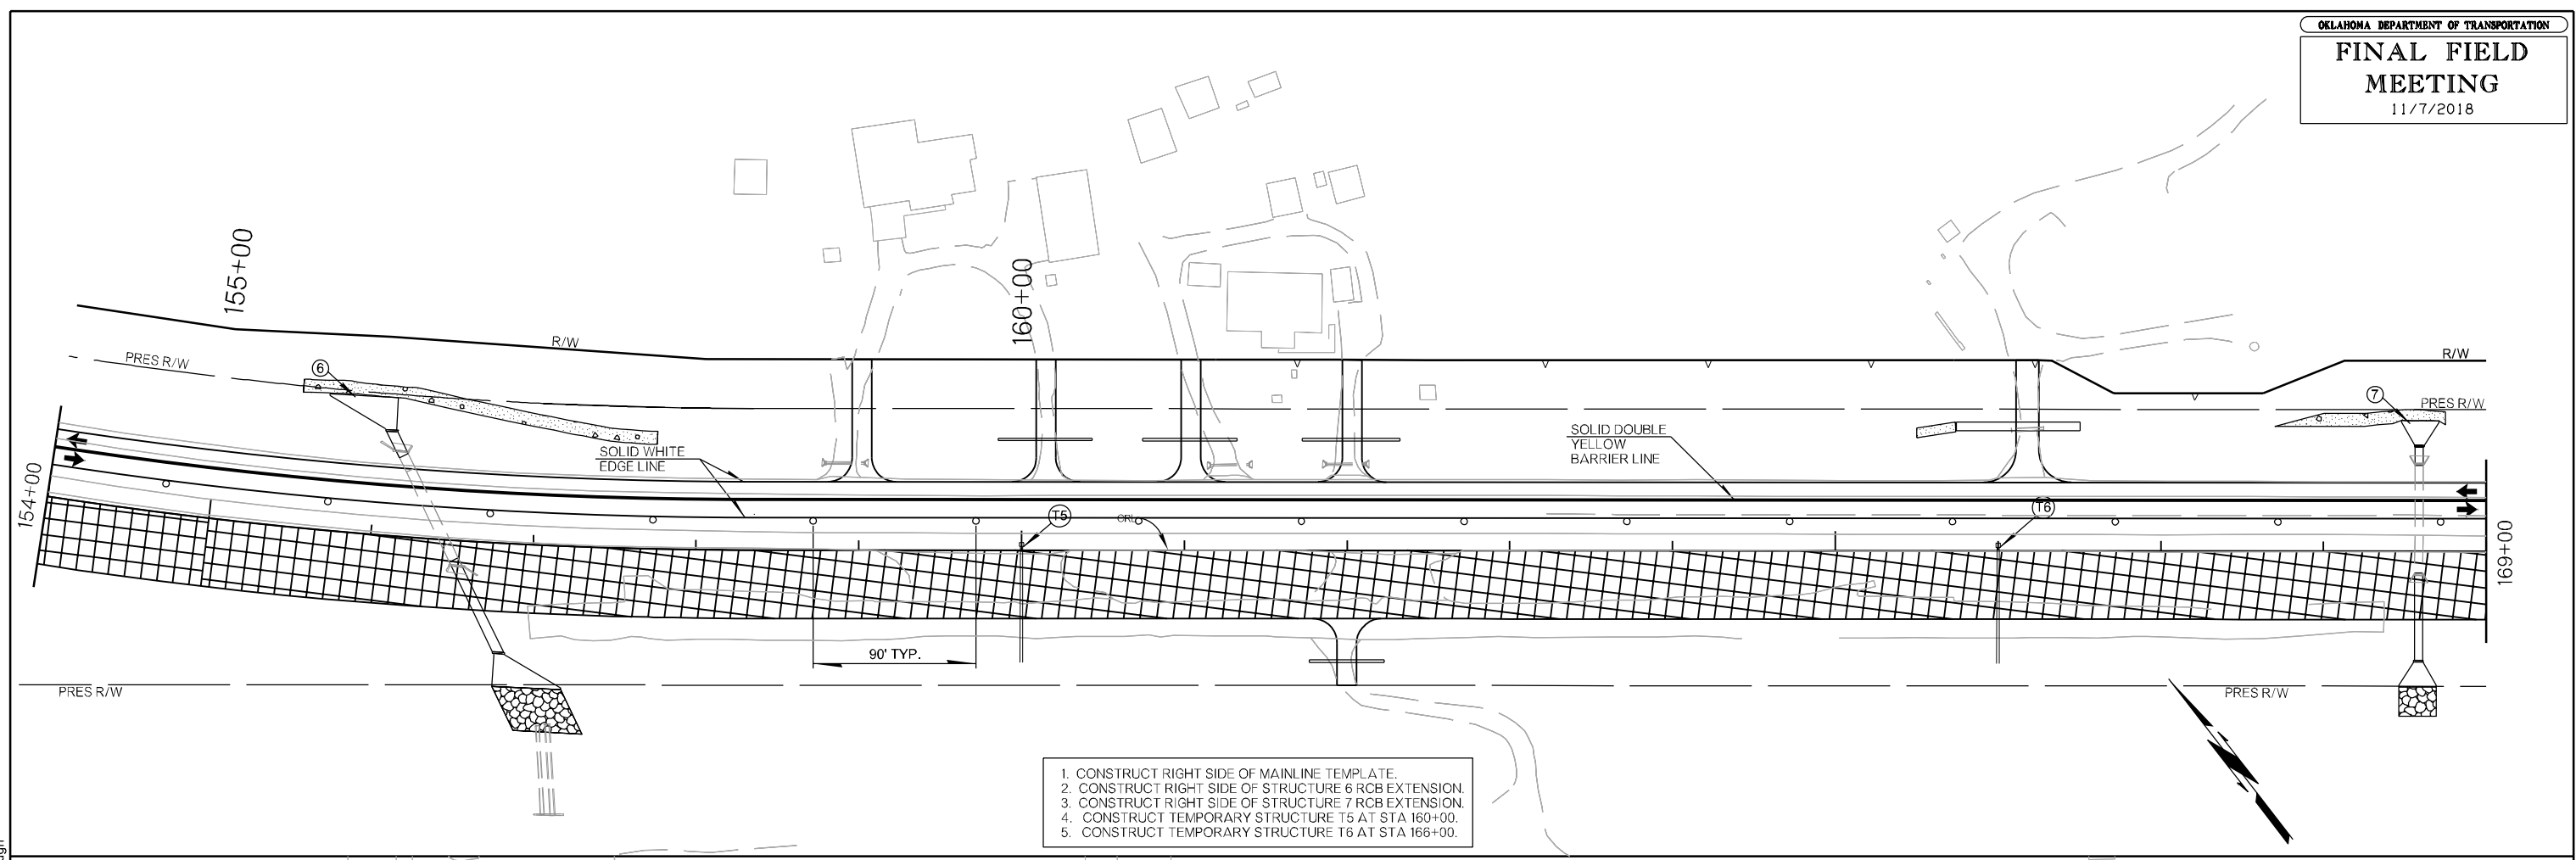 OKLAHOMA DEPARTMENT OF TRANSPORTATION
FINAL FIELD
MEETING
11/7/2018
155+00
160+00
R/W
PRES R/W
6
R/W
7
PRES R/W
SOLID WHITE
EDGE LINE
SOLID DOUBLE
YELLOW
BARRIER LINE
154+00
T5
T6
169+00
90' TYP.
PRES R/W
PRES R/W
1. CONSTRUCT RIGHT SIDE OF MAINLINE TEMPLATE.
2. CONSTRUCT RIGHT SIDE OF STRUCTURE 6 RCB EXTENSION.
3. CONSTRUCT RIGHT SIDE OF STRUCTURE 7 RCB EXTENSION.
4. CONSTRUCT TEMPORARY STRUCTURE T5 AT STA 160+00.
5. CONSTRUCT TEMPORARY STRUCTURE T6 AT STA 166+00.